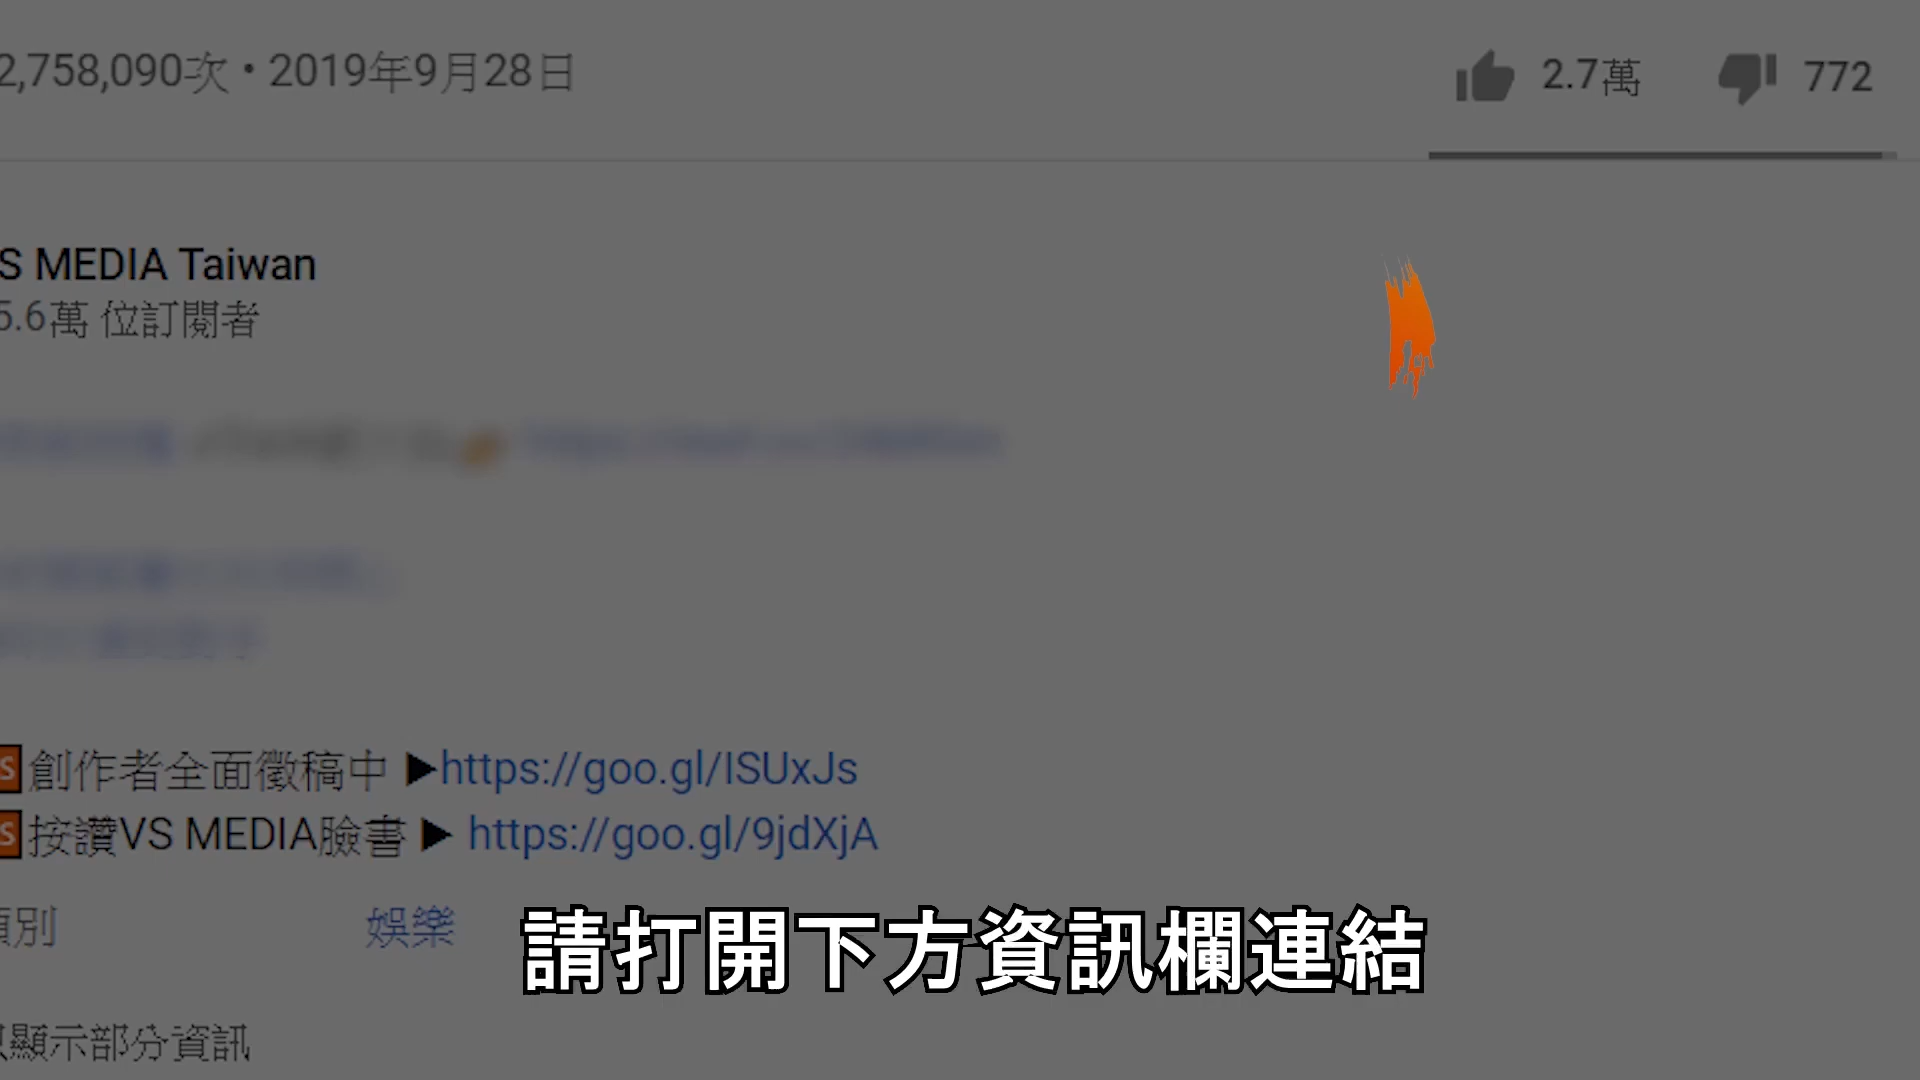 2,758,090次 • 2019年9月28日
2.7萬
772
S MEDIA Taiwan
5.6萬 位訂閱者
S 創作者全面徵稿中 ▶https://goo.gl/ISUxJs
S 按讚VS MEDIA臉書 ▶ https://goo.gl/9jdXjA
類別 娛樂
請打開下方資訊欄連結
只顯示部分資訊